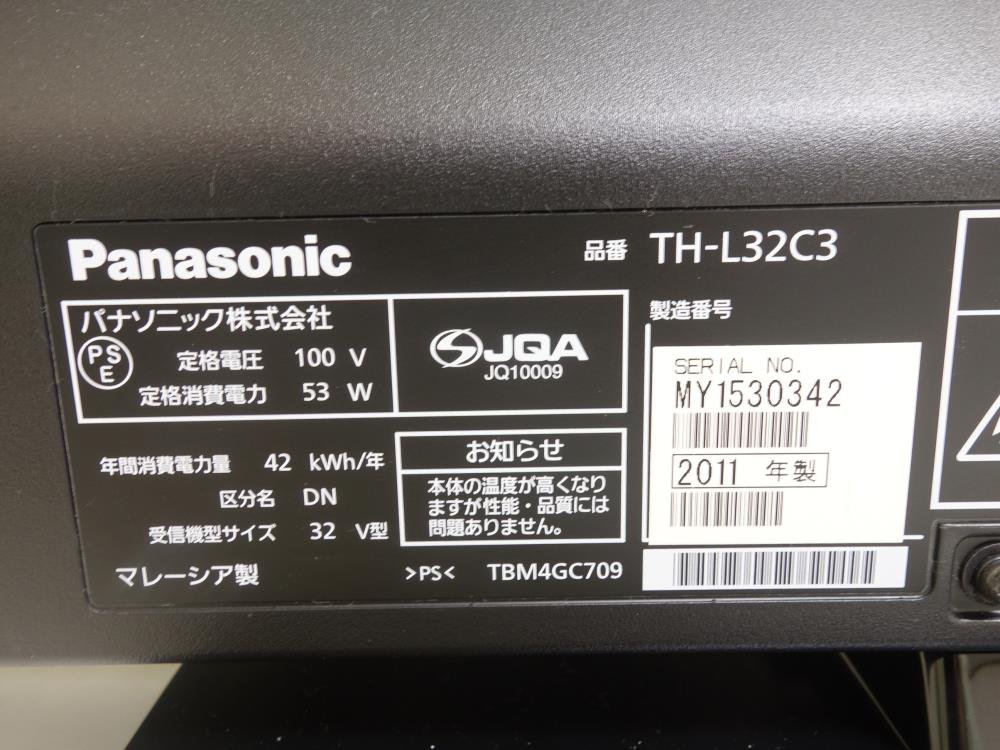 Panasonic
品番 TH-L32C3
パナソニック株式会社
PSE
定格電圧 100 V
定格消費電力 53 W
JQA
JQ10009
製造番号
SERIAL NO.
MY1530342
2011 年製
年間消費電力量 42 kWh/年
区分名 DN
受信機型サイズ 32 V型
お知らせ
本体の温度が高くなり
ますが性能・品質には
問題ありません。
マレーシア製
>PS< TBM4GC709